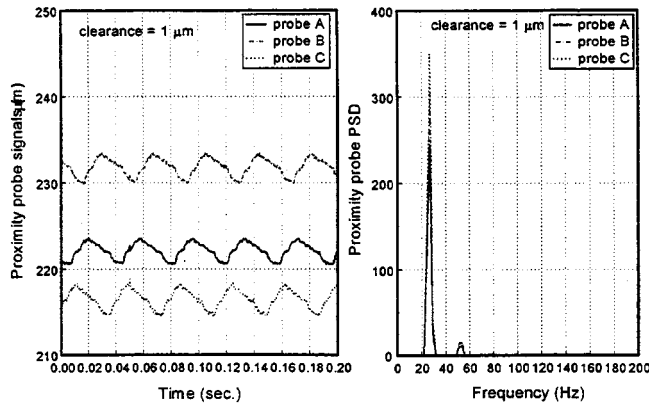 250
clearance = 1 μm
probe A
probe B
probe C
240
230
220
210
0.00 0.02 0.04 0.06 0.08 0.10 0.12 0.14 0.16 0.18 0.20
Time (sec.)
Proximity probe signalsμm)
400
clearance = 1 μm
probe A
probe B
probe C
300
200
100
0
0 20 40 60 80 100 120 140 160 180 200
Frequency (Hz)
Proximity probe PSD